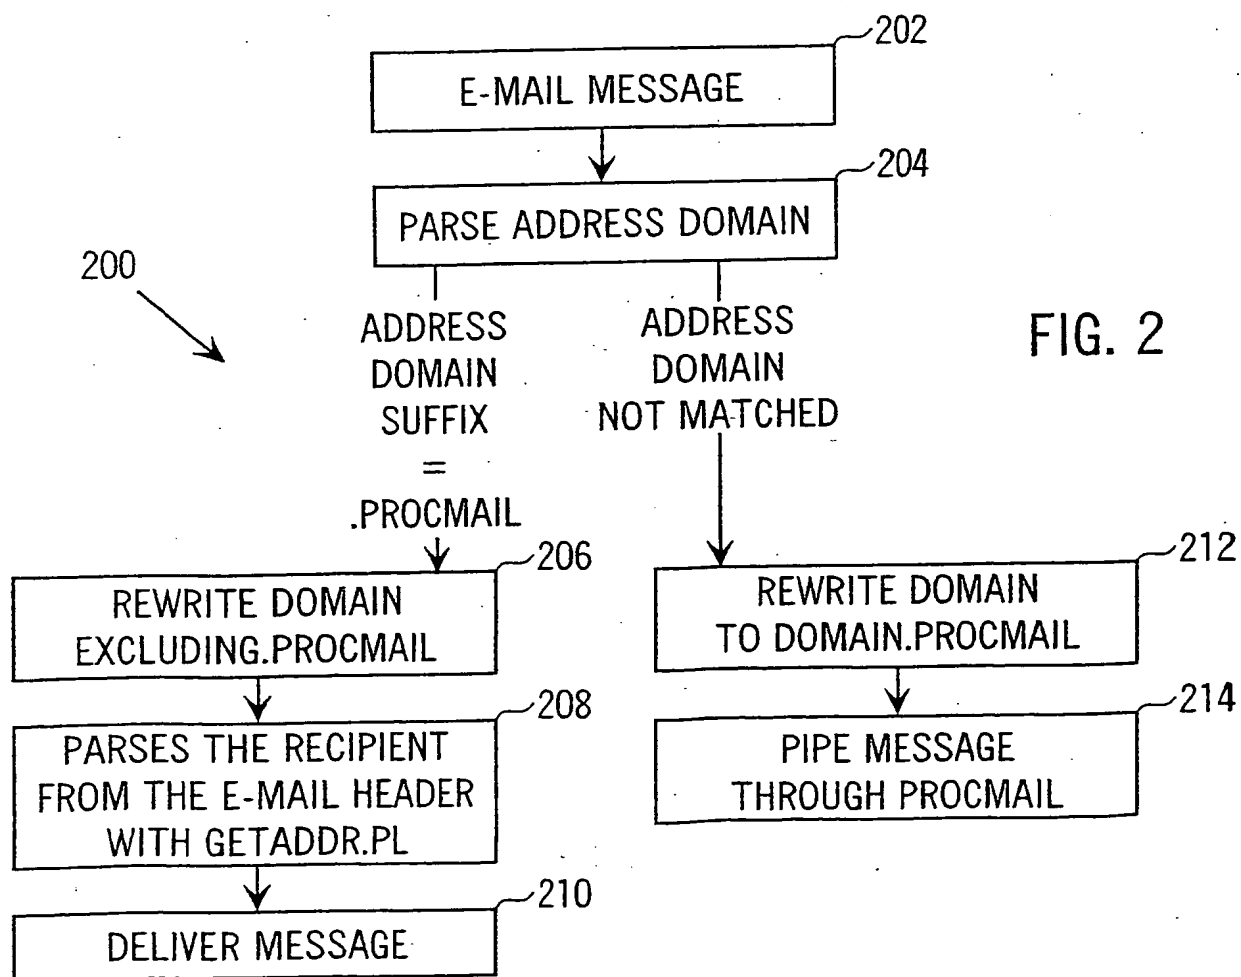 202
E-MAIL MESSAGE
204
PARSE ADDRESS DOMAIN
200
ADDRESS
DOMAIN
SUFFIX
=
.PROCMAIL
ADDRESS
DOMAIN
NOT MATCHED
FIG. 2
206
REWRITE DOMAIN
EXCLUDING.PROCMAIL
212
REWRITE DOMAIN
TO DOMAIN.PROCMAIL
208
PARSES THE RECIPIENT
FROM THE E-MAIL HEADER
WITH GETADDR.PL
214
PIPE MESSAGE
THROUGH PROCMAIL
210
DELIVER MESSAGE